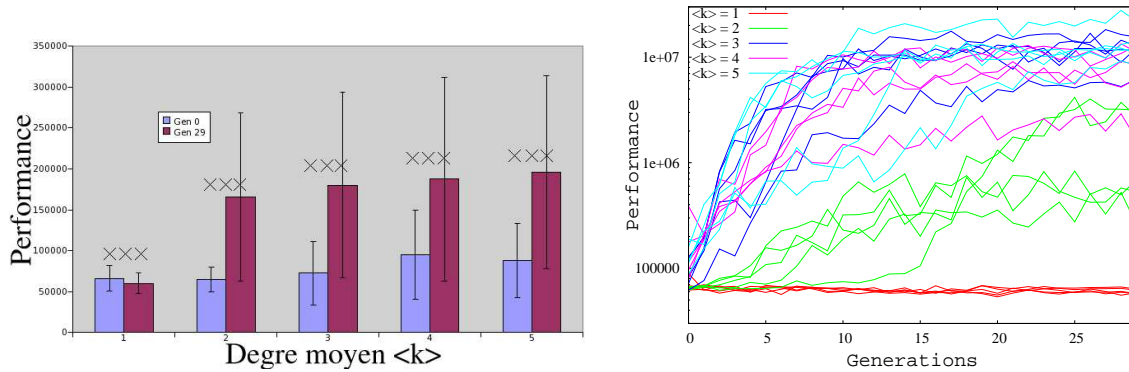 350000
300000
250000
200000
150000
100000
50000
0
Performance
Gen 0
Gen 29
×××
×××
×××
×××
×××
1 2 3 4 5
Degre moyen <k>
<k> = 1
<k> = 2
<k> = 3
<k> = 4
<k> = 5
1e+07
1e+06
100000
Performance
0 5 10 15 20 25
Generations